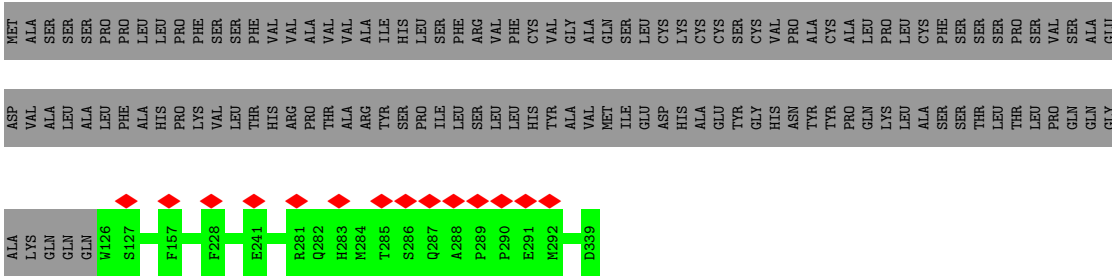 MET ALA SER SER SER PRO PRO LEU LEU PRO PHE SER SER PHE VAL VAL ALA VAL VAL ALA ILE HIS LEU SER PHE ARG VAL PHE CYS VAL GLY ALA GLN SER LEU CYS LYS CYS CYS SER CYS VAL PRO ALA CYS ALA LEU PRO LEU CYS PHE SER SER SER PRO SER VAL SER ALA GLU
ASP VAL ALA LEU ALA LEU PHE ALA HIS PRO LYS VAL LEU THR HIS ARG PRO THR ALA ARG TYR SER PRO ILE LEU SER LEU LEU HIS TYR ALA VAL MET ILE GLU ASP HIS ALA GLU TYR GLY HIS ASN TYR TYR PRO GLN LYS LEU ALA SER SER THR LEU THR LEU PRO GLN GLN GLY
ALA LYS GLN GLN GLN W126 S127 F157 F228 E241 R281 Q282 H283 M284 T285 S286 Q287 A288 P289 P290 E291 M292 D339